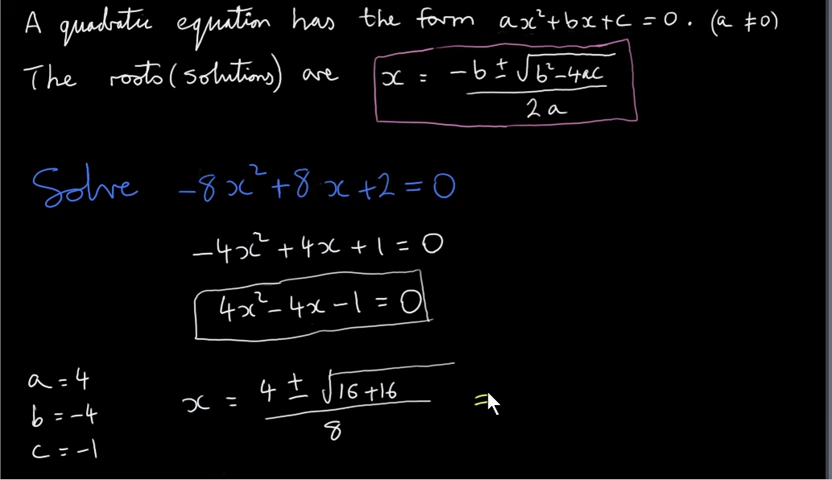 A quadratic equation has the form ax²+bx+c = 0. (a ≠0)
The roots (solutions) are x = (-b ± √(b²-4ac)) / 2a
Solve -8x²+8x+2=0
-4x²+4x+1=0
4x²-4x-1=0
a=4
b=-4
c=-1
x = (4 ± √(16+16)) / 8 =